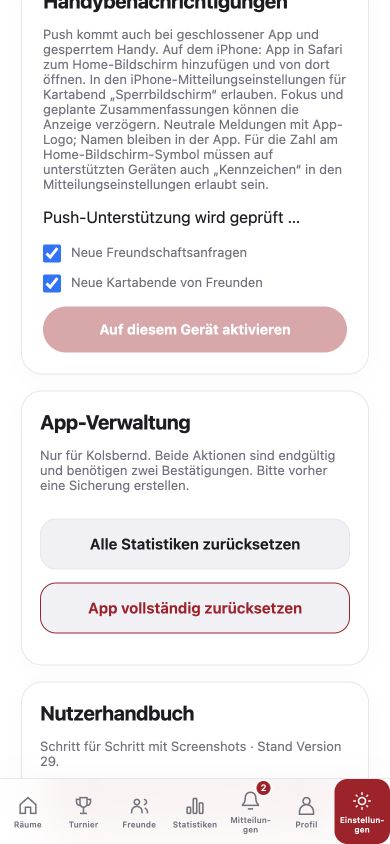 Handybenachrichtigungen
Push kommt auch bei geschlossener App und
gesperrtem Handy. Auf dem iPhone: App in Safari
zum Home-Bildschirm hinzufügen und von dort
öffnen. In den iPhone-Mitteilungseinstellungen für
Kartabend „Sperrbildschirm“ erlauben. Fokus und
geplante Zusammenfassungen können die
Anzeige verzögern. Neutrale Meldungen mit App-
Logo; Namen bleiben in der App. Für die Zahl am
Home-Bildschirm-Symbol müssen auf
unterstützten Geräten auch „Kennzeichen“ in den
Mitteilungseinstellungen erlaubt sein.
Push-Unterstützung wird geprüft ...
Neue Freundschaftsanfragen
Neue Kartabende von Freunden
Auf diesem Gerät aktivieren
App-Verwaltung
Nur für Kolsbernd. Beide Aktionen sind endgültig
und benötigen zwei Bestätigungen. Bitte vorher
eine Sicherung erstellen.
Alle Statistiken zurücksetzen
App vollständig zurücksetzen
Nutzerhandbuch
Schritt für Schritt mit Screenshots · Stand Version
29.
Räume
Turnier
Freunde
Statistiken
2
Mitteilun-
gen
Profil
Einstellun-
gen